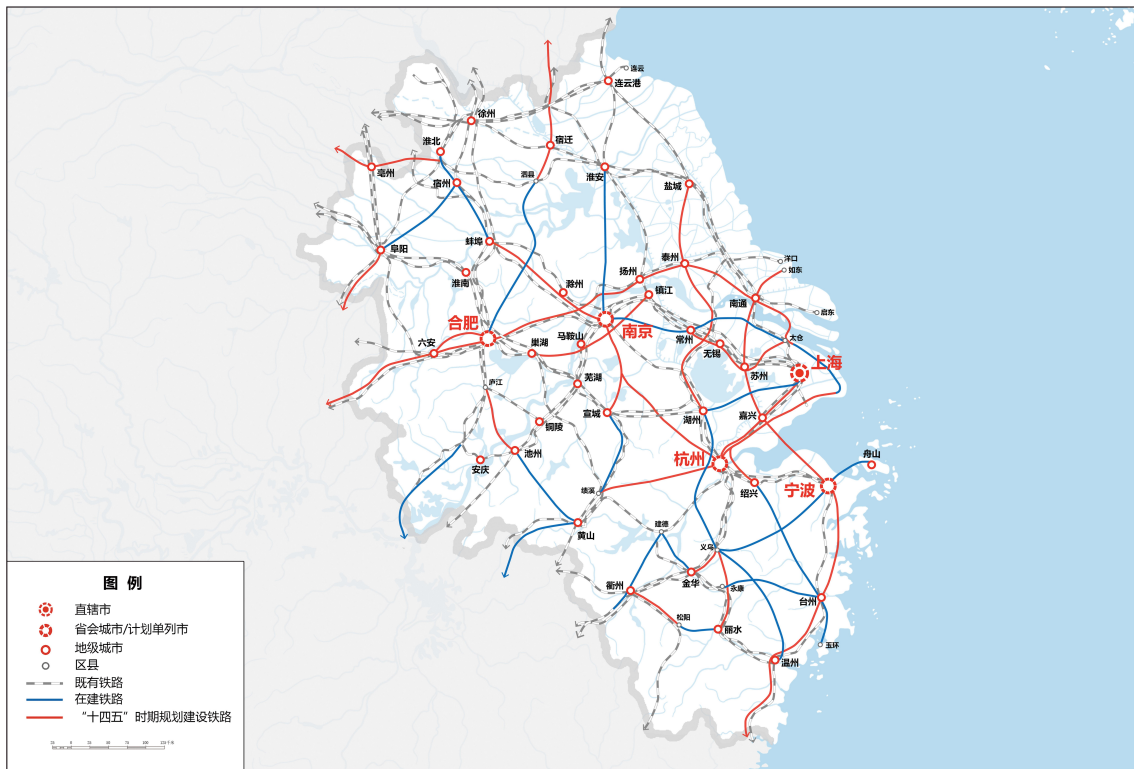 连云
连云港
徐州
宿迁
淮北
亳州
宿州
泗县
淮安
盐城
阜阳
蚌埠
淮南
滁州
扬州
泰州
洋口
如东
镇江
南通
启东
合肥
南京
六安
巢湖
马鞍山
常州
无锡
太仓
苏州
上海
庐江
芜湖
宣城
湖州
嘉兴
铜陵
池州
安庆
杭州
舟山
绍兴
宁波
绩溪
黄山
建德
义乌
衢州
金华
永康
台州
松阳
丽水
玉环
温州
图 例
直辖市
省会城市/计划单列市
地级城市
区县
既有铁路
在建铁路
“十四五”时期规划建设铁路